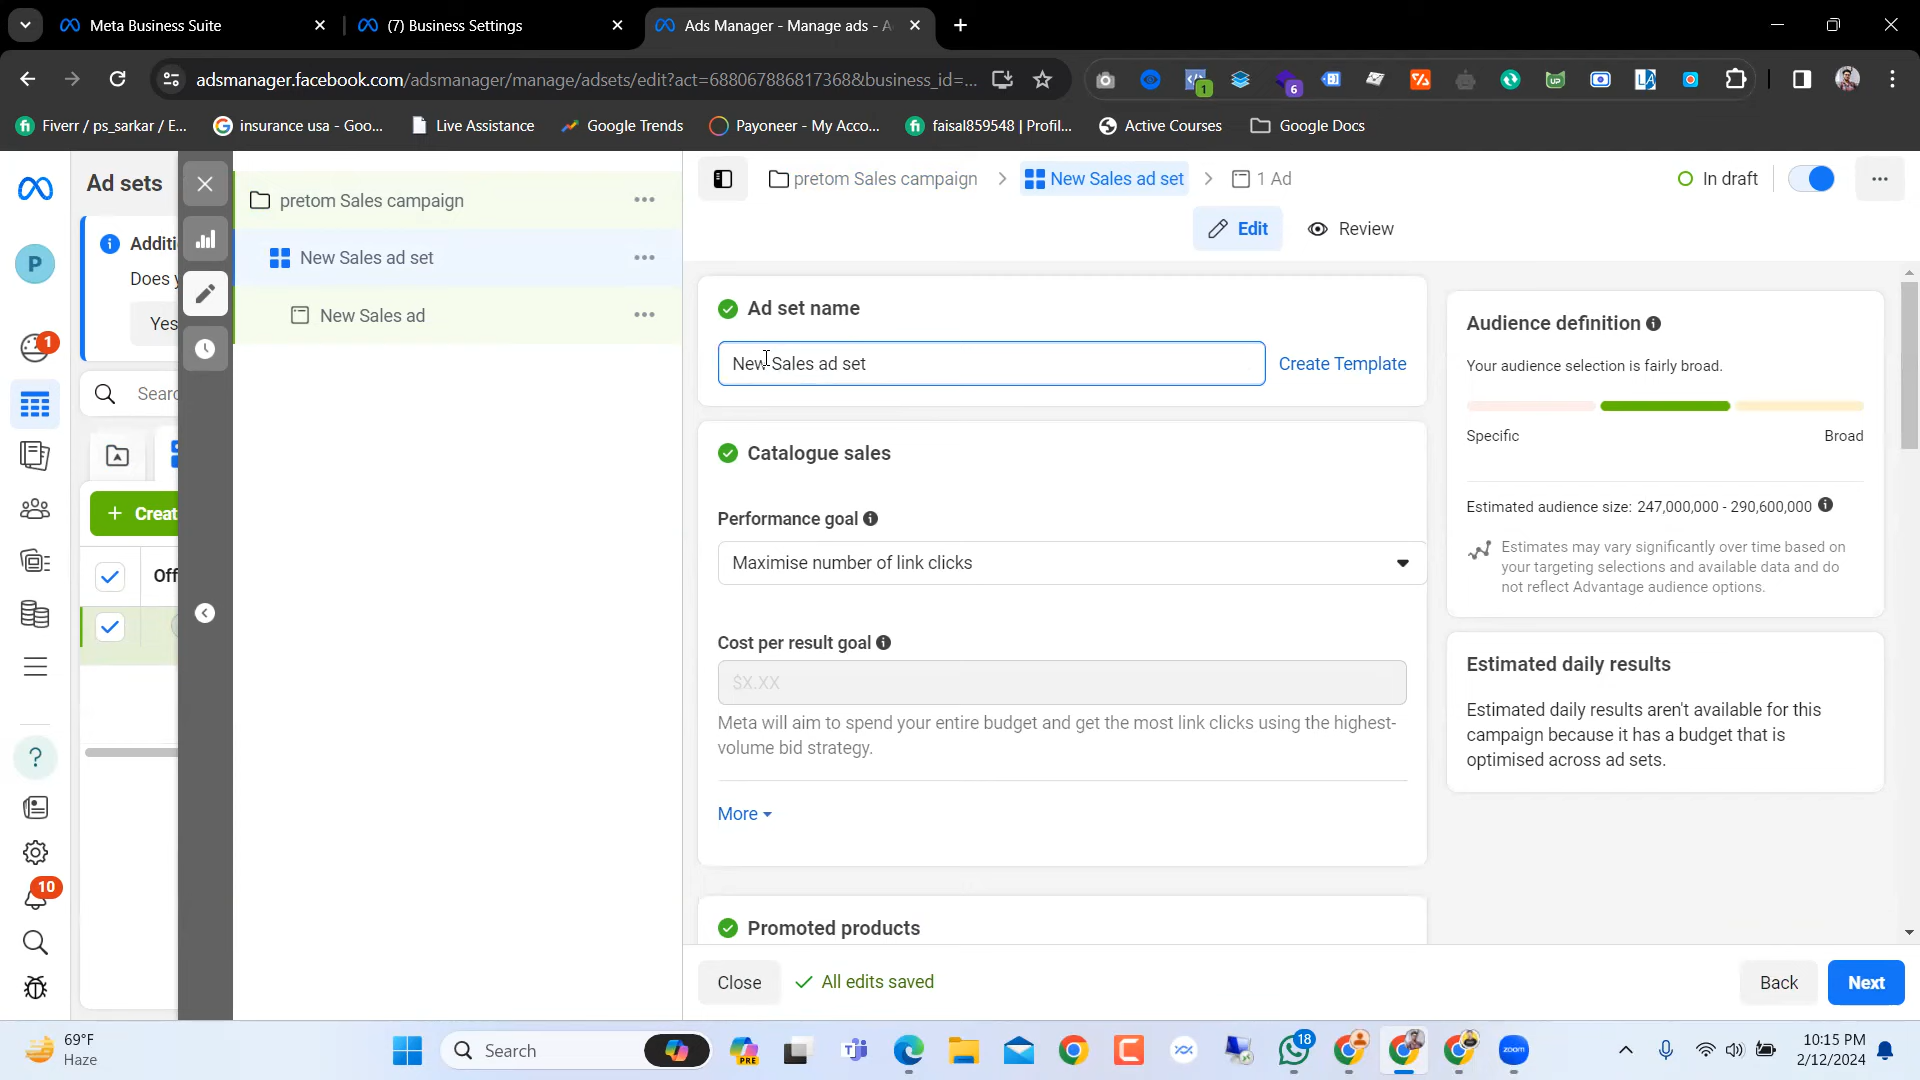 Meta Business Suite
(7) Business Settings
Ads Manager - Manage ads - A
adsmanager.facebook.com/adsmanager/manage/adsets/edit?act=688067886817368&business_id=...
1
6
Fiverr / ps_sarkar / E...
insurance usa - Goo...
Live Assistance
Google Trends
Payoneer - My Acco...
faisal859548 | Profil...
Active Courses
Google Docs
Ad sets
pretom Sales campaign
New Sales ad set
New Sales ad
pretom Sales campaign
New Sales ad set
1 Ad
In draft
Edit
Review
P
Additi
Does y
Yes
1
Searc
Creat
Off
10
Ad set name
New Sales ad set
Create Template
Catalogue sales
Performance goal
Maximise number of link clicks
Cost per result goal
$X.XX
Meta will aim to spend your entire budget and get the most link clicks using the highest-
volume bid strategy.
More
Promoted products
Audience definition
Your audience selection is fairly broad.
Specific
Broad
Estimated audience size: 247,000,000 - 290,600,000
Estimates may vary significantly over time based on
your targeting selections and available data and do
not reflect Advantage audience options.
Estimated daily results
Estimated daily results aren't available for this
campaign because it has a budget that is
optimised across ad sets.
Close
All edits saved
Back
Next
69°F
Haze
Search
PRE
18
zoom
10:15 PM
2/12/2024